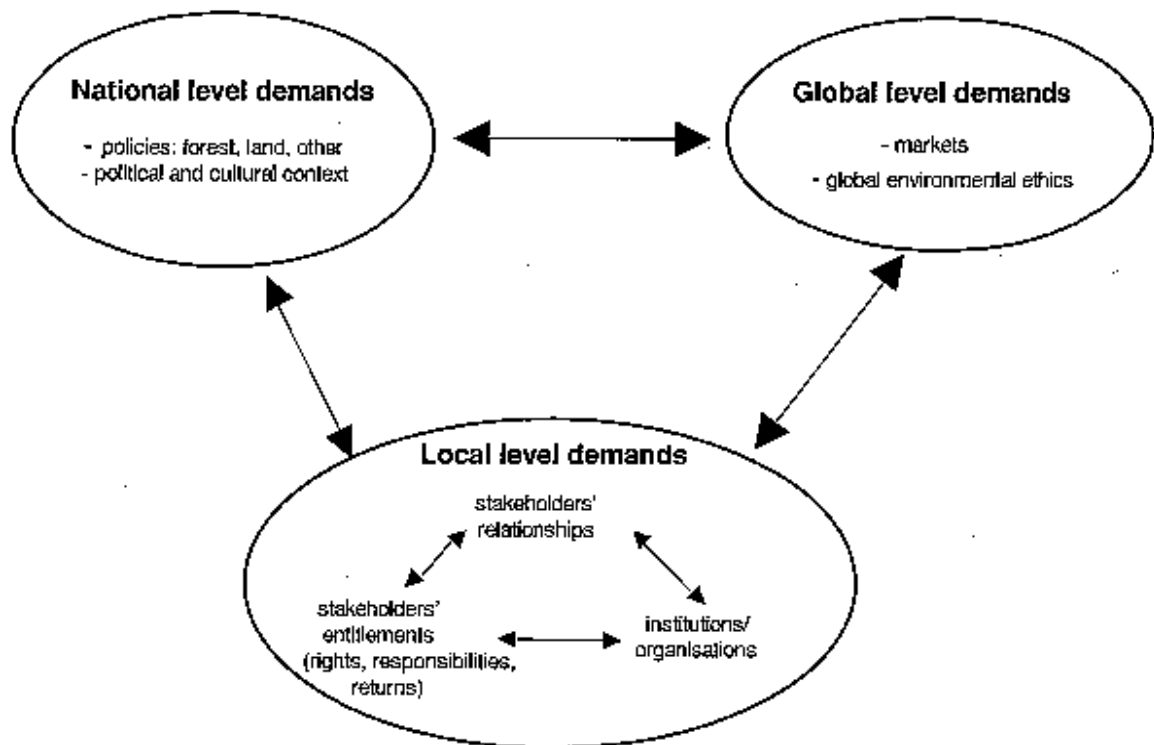 National level demands
- policies: forest, land, other
- political and cultural context
Global level demands
- markets
- global environmental ethics
Local level demands
stakeholders'
relationships
stakeholders'
entitlements
(rights, responsibilities,
returns)
institutions/
organisations